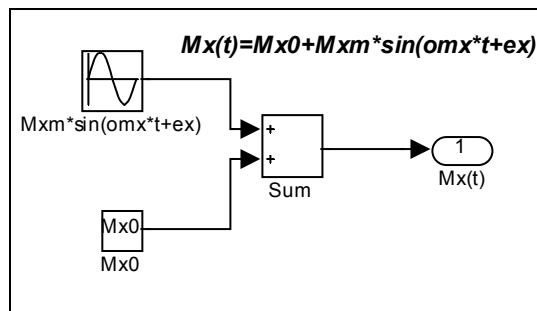 Mx(t)=Mx0+Mxm*sin(omx*t+ex)
Mxm*sin(omx*t+ex)
+
+
Sum
1
Mx(t)
Mx0
Mx0